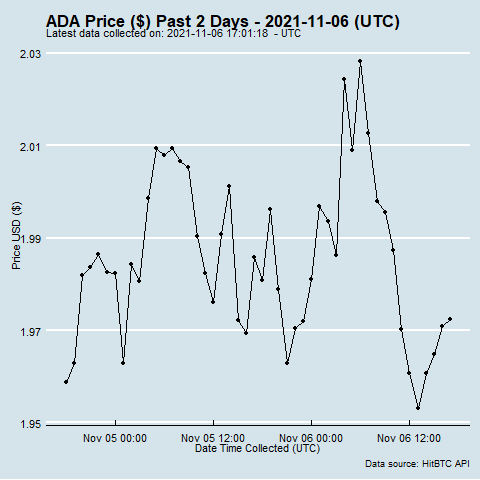 ADA Price ($) Past 2 Days - 2021-11-06 (UTC)
Latest data collected on: 2021-11-06 17:01:18 - UTC
2.03
2.01
1.99
1.97
1.95
Price USD ($)
Nov 05 00:00 Nov 05 12:00 Nov 06 00:00 Nov 06 12:00
Date Time Collected (UTC)
Data source: HitBTC API